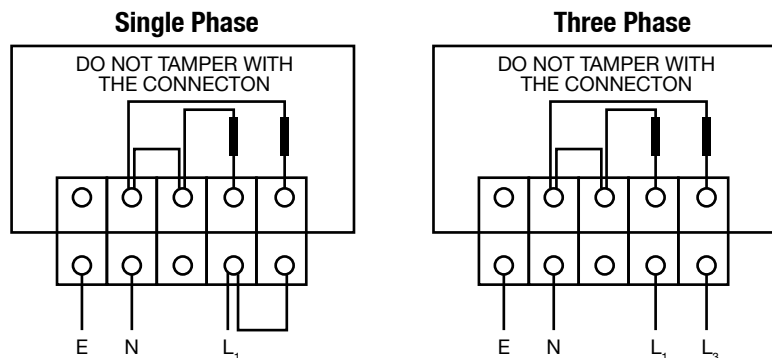 Single Phase
DO NOT TAMPER WITH
THE CONNECTON
E N L₁
Three Phase
DO NOT TAMPER WITH
THE CONNECTON
E N L₁ L₃